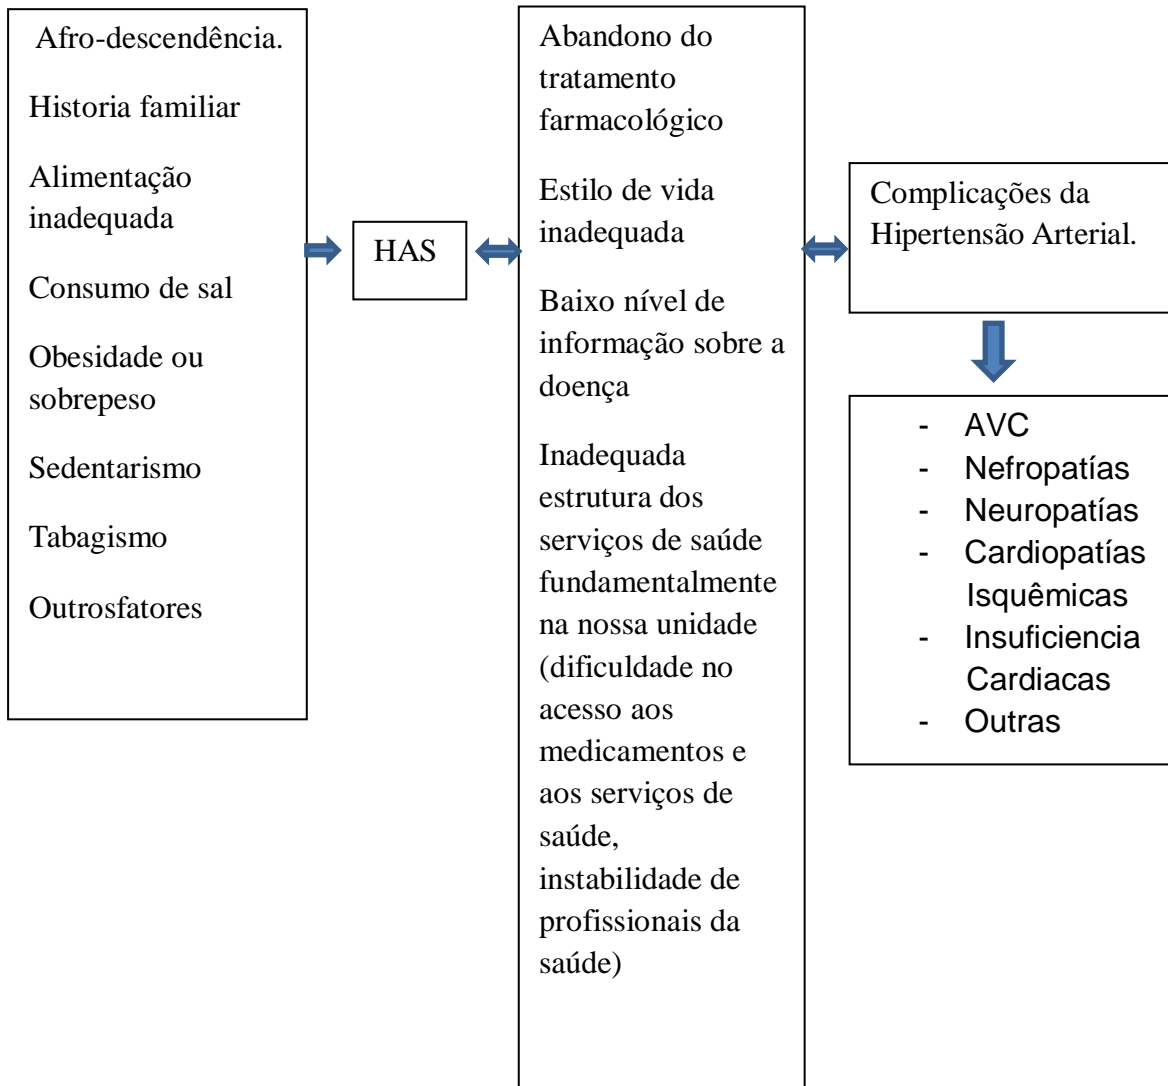 Afro-descendência.
Historia familiar
Alimentação
inadequada
Consumo de sal
Obesidade ou
sobrepeso
Sedentarismo
Tabagismo
Outrosfatores
HAS
Abandono do
tratamento
farmacológico
Estilo de vida
inadequada
Baixo nível de
informação sobre a
doença
Inadequada
estrutura dos
serviços de saúde
fundamentalmente
na nossa unidade
(dificuldade no
acesso aos
medicamentos e
aos serviços de
saúde,
instabilidade de
profissionais da
saúde)
Complicações da
Hipertensão Arterial.
- AVC
- Nefropatías
- Neuropatías
- Cardiopatías
Isquêmicas
- Insuficiencia
Cardiacas
- Outras